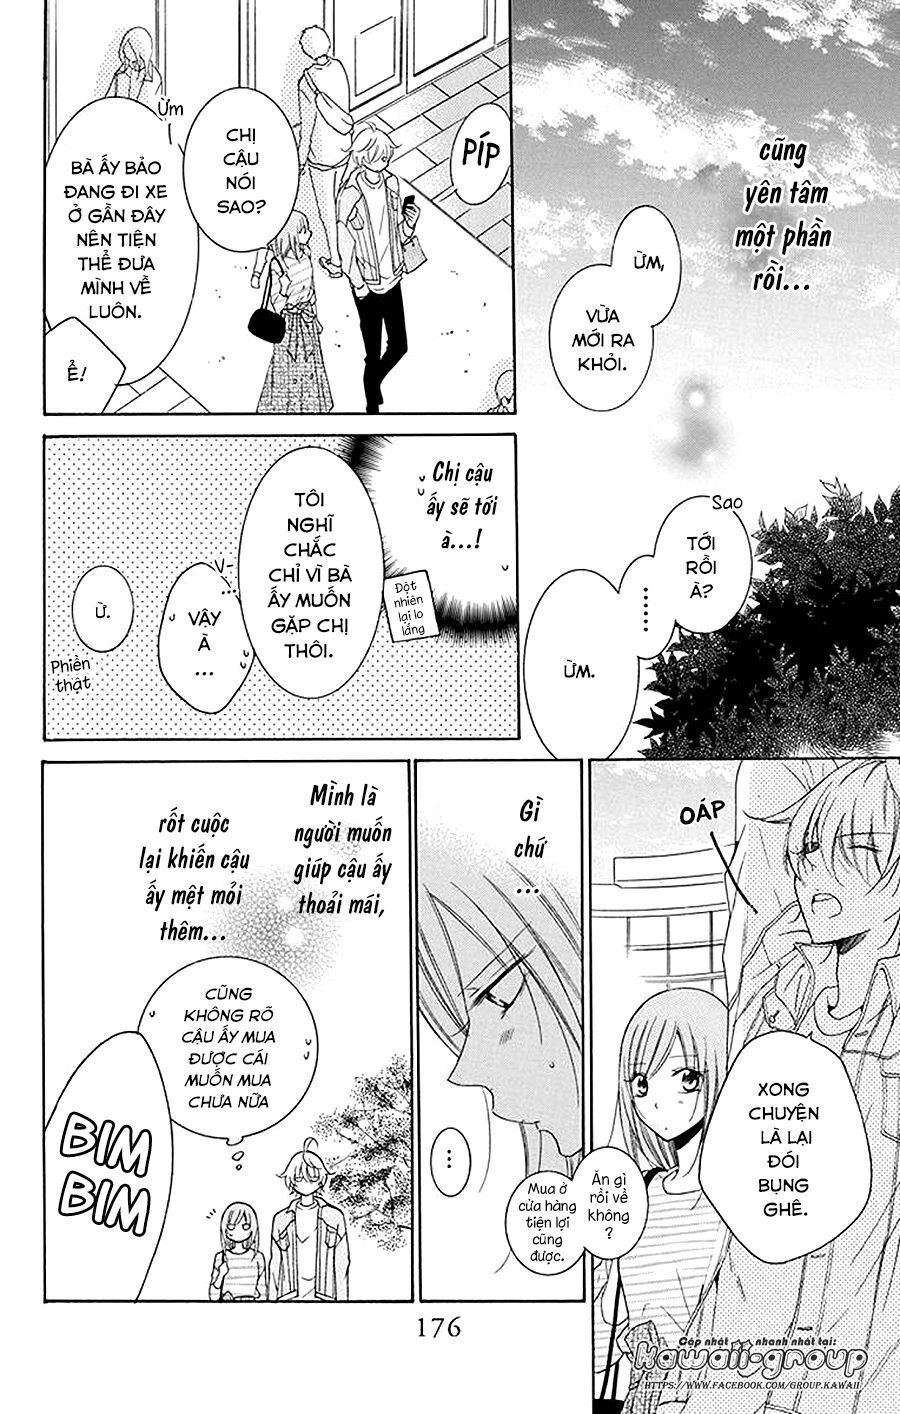 cũng
yên tâm
một phần
rồi...
ỪM,
VỪA
MỚI RA
KHỎI.
PÍP
CHỊ
CẬU
NÓI
SAO?
Ừm
BÀ ẤY BẢO
ĐANG ĐI XE
Ở GẦN ĐÂY
NÊN TIỆN
THỂ ĐƯA
MÌNH VỀ
LUÔN.
Ể!
Sao
TỚI
RỒI
À?
......
ỪM.
Chị cậu
ấy sẽ tới
à...!
Đột
nhiên
lại lo
lắng
TÔI
NGHĨ
CHẮC
CHỈ VÌ BÀ
ẤY MUỐN
GẶP CHỊ
THÔI.
VẬY
À
...
Ừ.
Phiền
thật
OÁP
XONG
CHUYỆN
LÀ LẠI
ĐÓI
BỤNG
GHÊ.
Ăn gì
rồi về
không
?
Mua ở
cửa hàng
tiện lợi
cũng
được.
Gì
chứ
...
...
Mình là
người muốn
giúp cậu ấy
thoải mái,
rốt cuộc
lại khiến cậu
ấy mệt mỏi
thêm...
CŨNG
KHÔNG RÕ
CẬU ẤY MUA
ĐƯỢC CÁI
MUỐN MUA
CHƯA NỮA
BIM
BIM
176
Cập nhật nhanh nhất tại:
kawaii-group
HTTPS://WWW.FACEBOOK.COM/GROUP.KAWAII